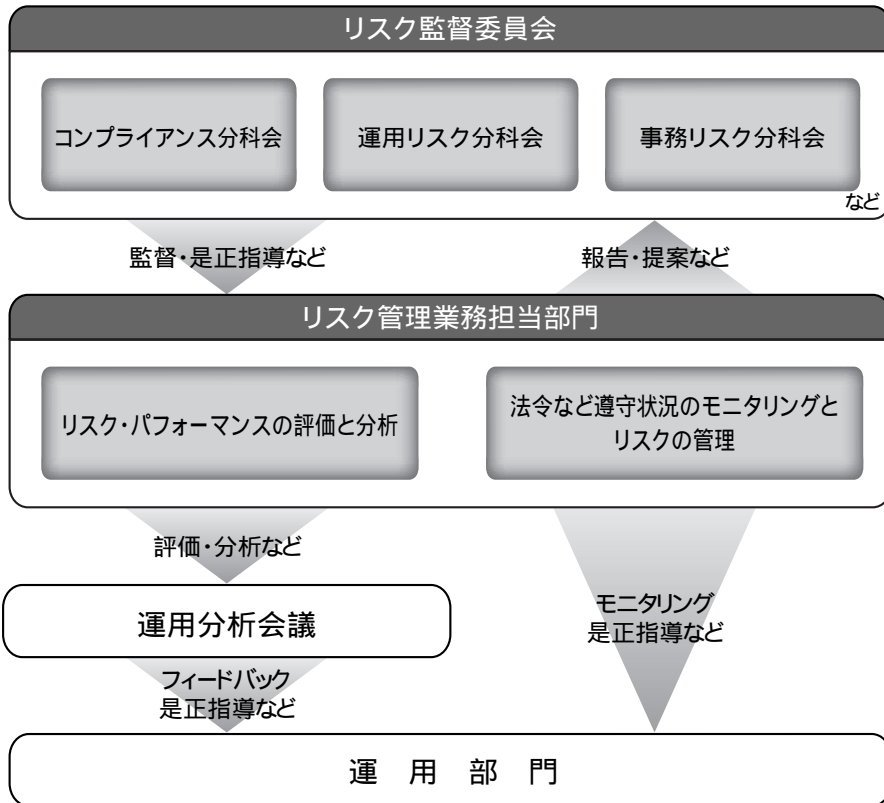 リスク監督委員会
コンプライアンス分科会
運用リスク分科会
事務リスク分科会
など
監督・是正指導など
報告・提案など
リスク管理業務担当部門
リスク・パフォーマンスの評価と分析
法令など遵守状況のモニタリングと
リスクの管理
評価・分析など
運用分析会議
モニタリング
是正指導など
フィードバック
是正指導など
運用部門